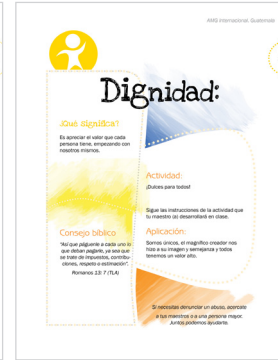 AMG Internacional. Guatemala
Dignidad:
¿Qué significa?
Es apreciar el valor que cada
persona tiene, empezando con
nosotros mismos.
Actividad:
¡Dulces para todos!
Sigue las instrucciones de la actividad que
tu maestro (a) desarrollará en clase.
Consejo bíblico
"Así que páguenle a cada uno lo
que deban pagarle, ya sea que
se trate de impuestos, contribu-
ciones, respeto o estimación".
Romanos 13: 7 (TLA)
Aplicación:
Somos únicos, el magnífico creador nos
hizo a su imagen y semejanza y todos
tenemos un valor alto.
Si necesitas denunciar un abuso, acércate
a tus maestros o a una persona mayor.
Juntos podemos ayudarte.